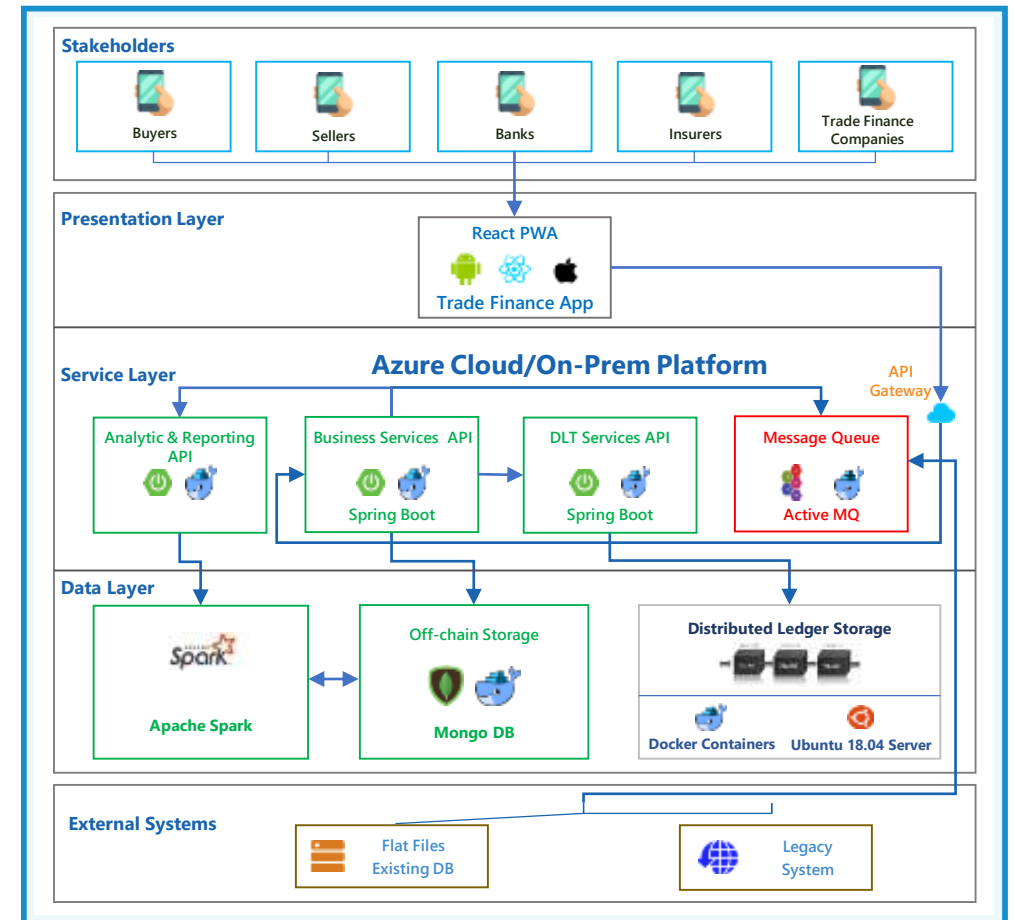 Stakeholders
Buyers
Sellers
Banks
Insurers
Trade Finance
Companies
Presentation Layer
React PWA
Trade Finance App
Service Layer
Azure Cloud/On-Prem Platform
API
Gateway
Analytic & Reporting
API
Business Services API
Spring Boot
DLT Services API
Spring Boot
Message Queue
Active MQ
Data Layer
Spark
Apache Spark
Off-chain Storage
Mongo DB
Distributed Ledger Storage
Docker Containers
Ubuntu 18.04 Server
External Systems
Flat Files
Existing DB
Legacy
System